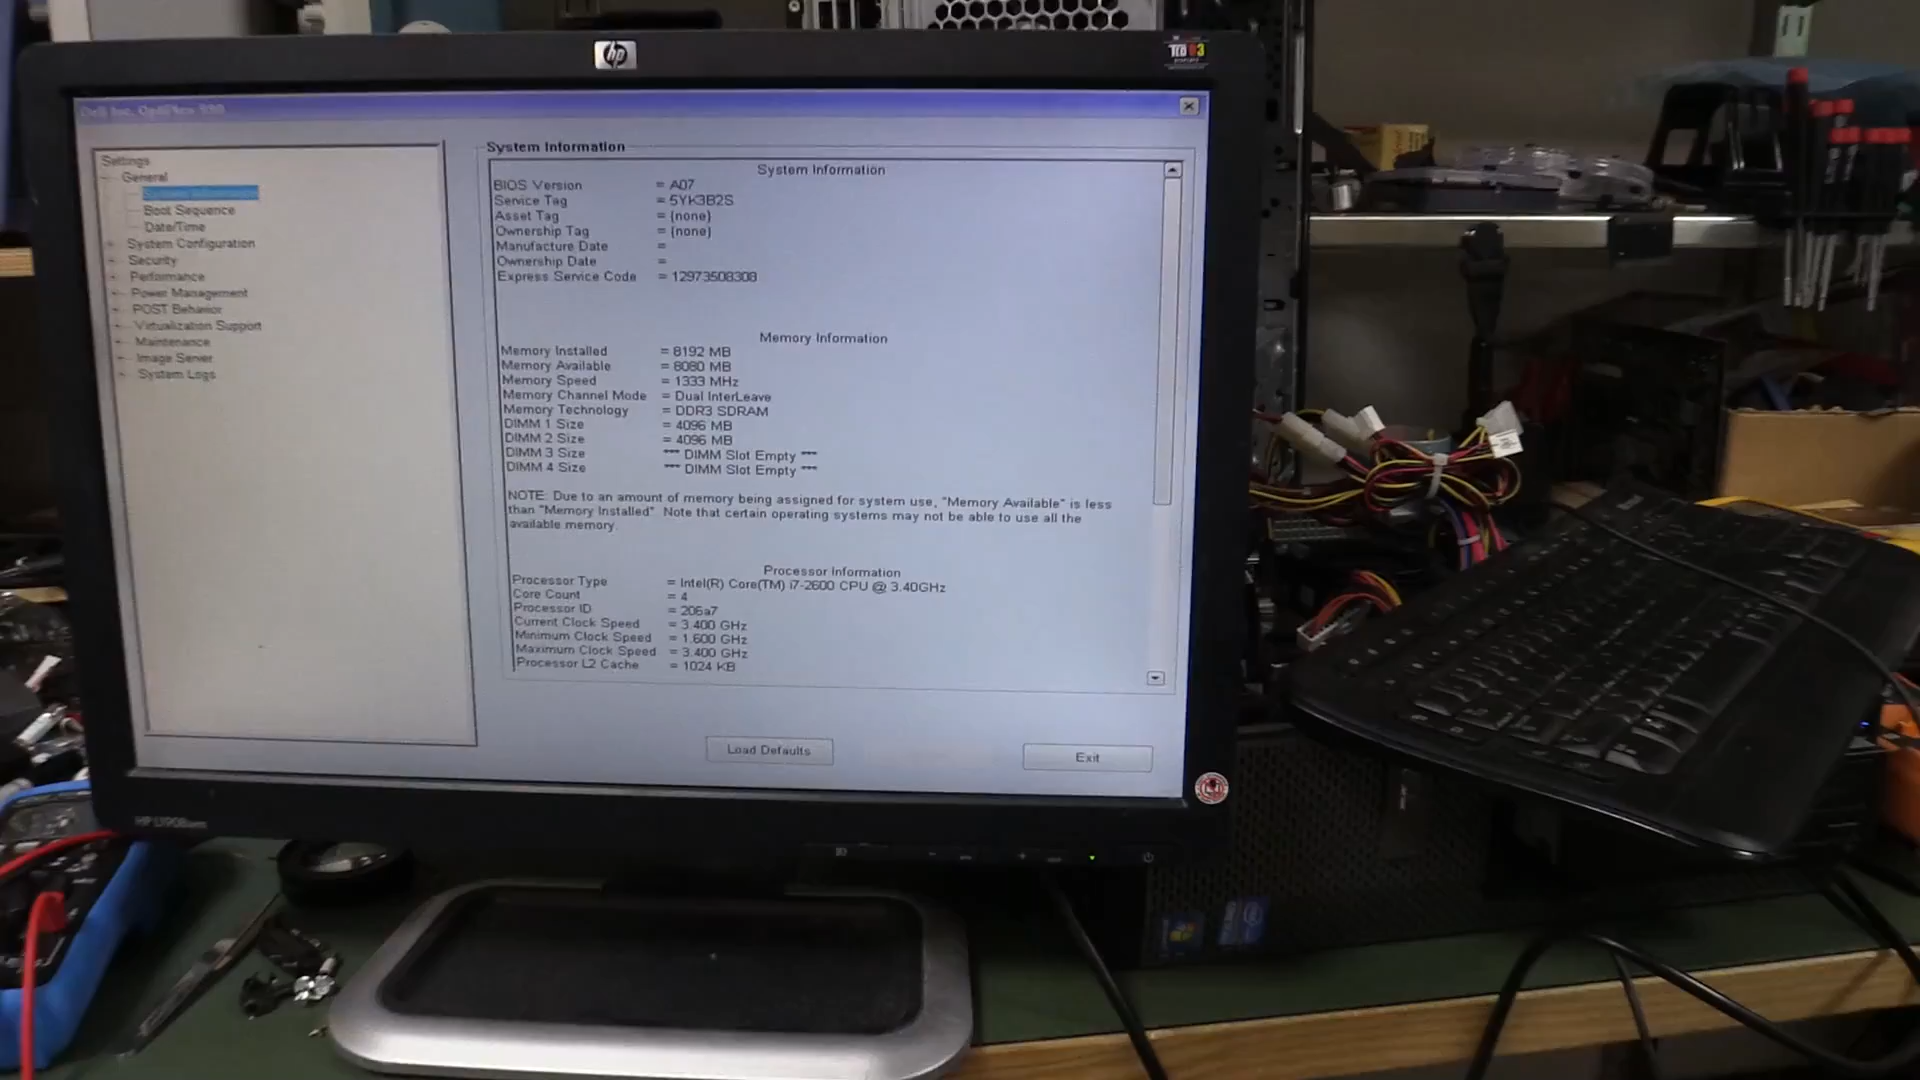 hp
TCO 03
Dell Inc. OptiPlex 990
Settings
General
System Information
Boot Sequence
Date/Time
System Configuration
Security
Performance
Power Management
POST Behavior
Virtualization Support
Maintenance
Image Server
System Logs
System Information
System Information
BIOS Version = A07
Service Tag = 5YK3B2S
Asset Tag = (none)
Ownership Tag = (none)
Manufacture Date =
Ownership Date =
Express Service Code = 12973508308
Memory Information
Memory Installed = 8192 MB
Memory Available = 8080 MB
Memory Speed = 1333 MHz
Memory Channel Mode = Dual InterLeave
Memory Technology = DDR3 SDRAM
DIMM 1 Size = 4096 MB
DIMM 2 Size = 4096 MB
DIMM 3 Size *** DIMM Slot Empty ***
DIMM 4 Size *** DIMM Slot Empty ***
NOTE: Due to an amount of memory being assigned for system use, "Memory Available" is less
than "Memory Installed". Note that certain operating systems may not be able to use all the
available memory.
Processor Information
Processor Type = Intel(R) Core(TM) i7-2600 CPU @ 3.40GHz
Core Count = 4
Processor ID = 206a7
Current Clock Speed = 3.400 GHz
Minimum Clock Speed = 1.600 GHz
Maximum Clock Speed = 3.400 GHz
Processor L2 Cache = 1024 KB
Load Defaults
Exit